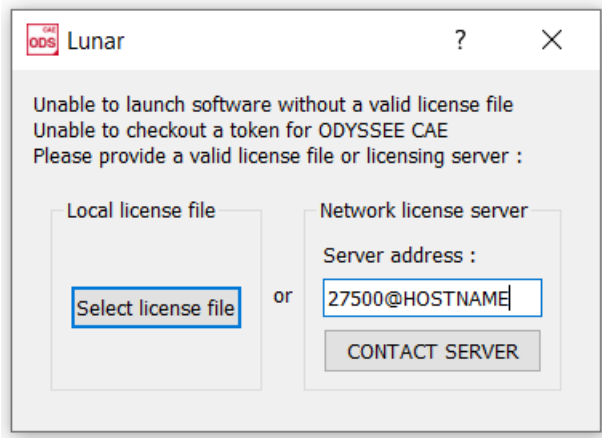 CAE
ODS
Lunar
?
Unable to launch software without a valid license file
Unable to checkout a token for ODYSSEE CAE
Please provide a valid license file or licensing server :
Local license file
Select license file
or
Network license server
Server address :
27500@HOSTNAME
CONTACT SERVER